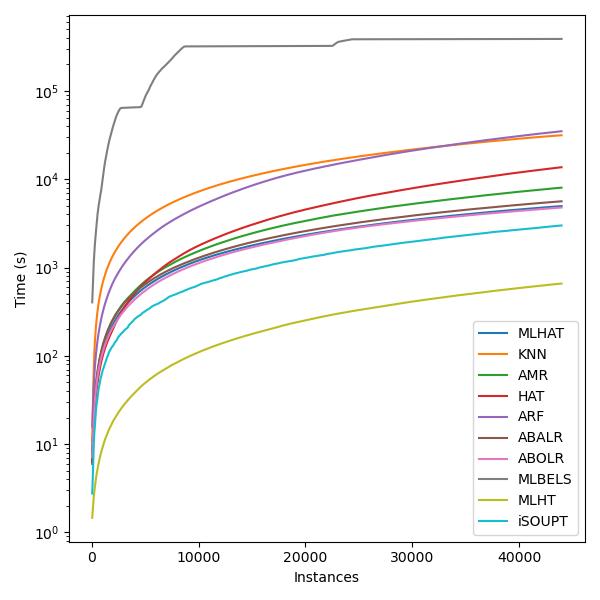 Time (s)
10^5
10^4
10^3
10^2
10^1
10^0
0
10000
20000
30000
40000
Instances
MLHAT
KNN
AMR
HAT
ARF
ABALR
ABOLR
MLBELS
MLHT
iSOUPT